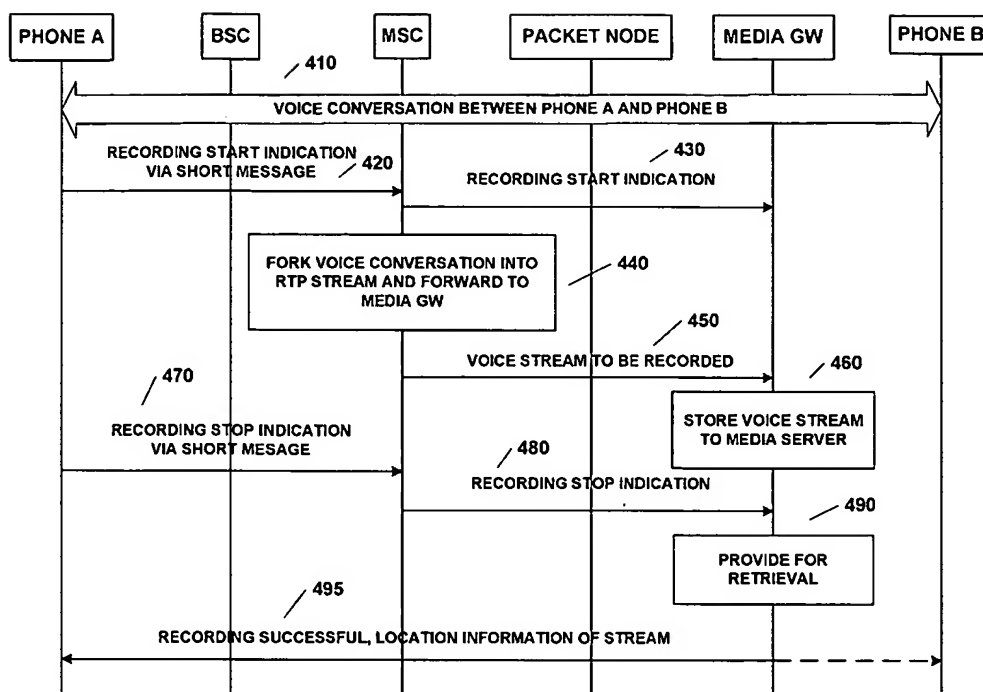 PHONE A
BSC
MSC
PACKET NODE
MEDIA GW
PHONE B
410
VOICE CONVERSATION BETWEEN PHONE A AND PHONE B
RECORDING START INDICATION
VIA SHORT MESSAGE
420
430
RECORDING START INDICATION
FORK VOICE CONVERSATION INTO
RTP STREAM AND FORWARD TO
MEDIA GW
440
450
VOICE STREAM TO BE RECORDED
460
STORE VOICE STREAM
TO MEDIA SERVER
470
RECORDING STOP INDICATION
VIA SHORT MESAGE
480
RECORDING STOP INDICATION
490
PROVIDE FOR
RETRIEVAL
495
RECORDING SUCCESSFUL, LOCATION INFORMATION OF STREAM